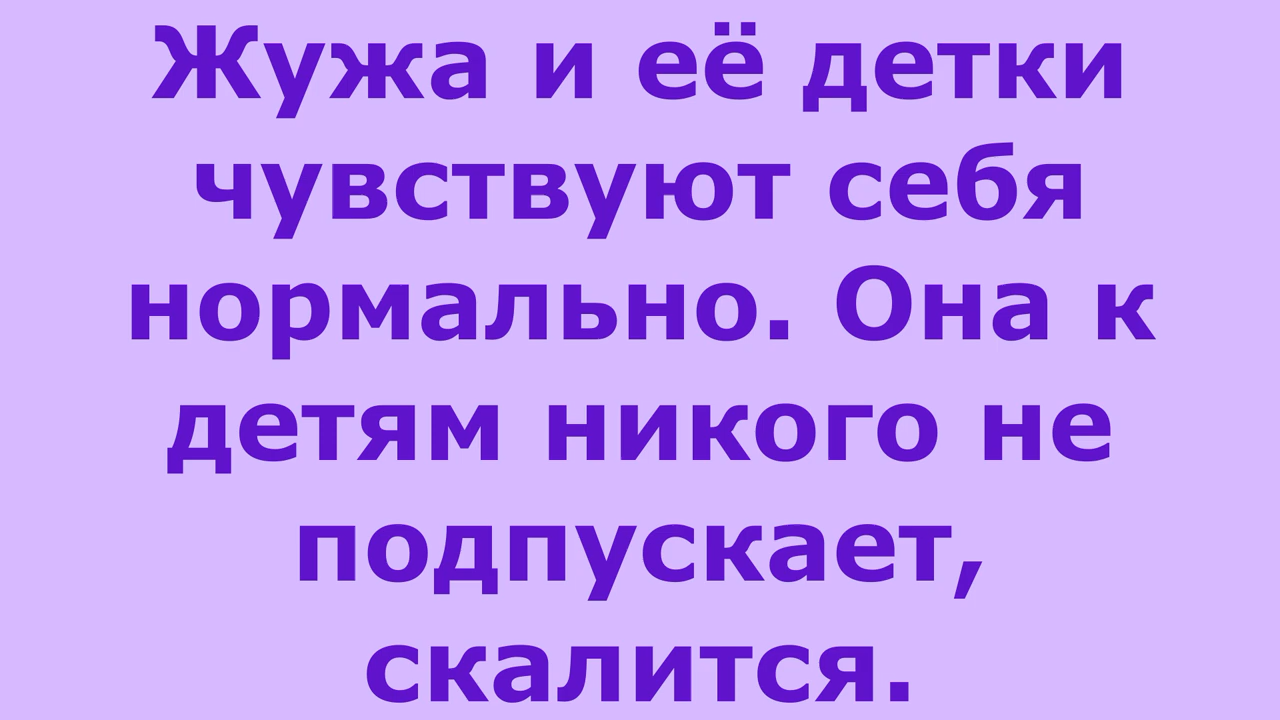 Жужа и её детки
чувствуют себя
нормально. Она к
детям никого не
подпускает,
скалится.